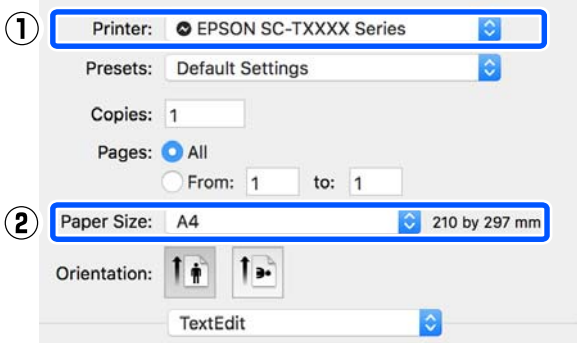 ① Printer: EPSON SC-TXXXX Series
Presets: Default Settings
Copies: 1
Pages: All
From: 1 to: 1
② Paper Size: A4 210 by 297 mm
Orientation:
TextEdit